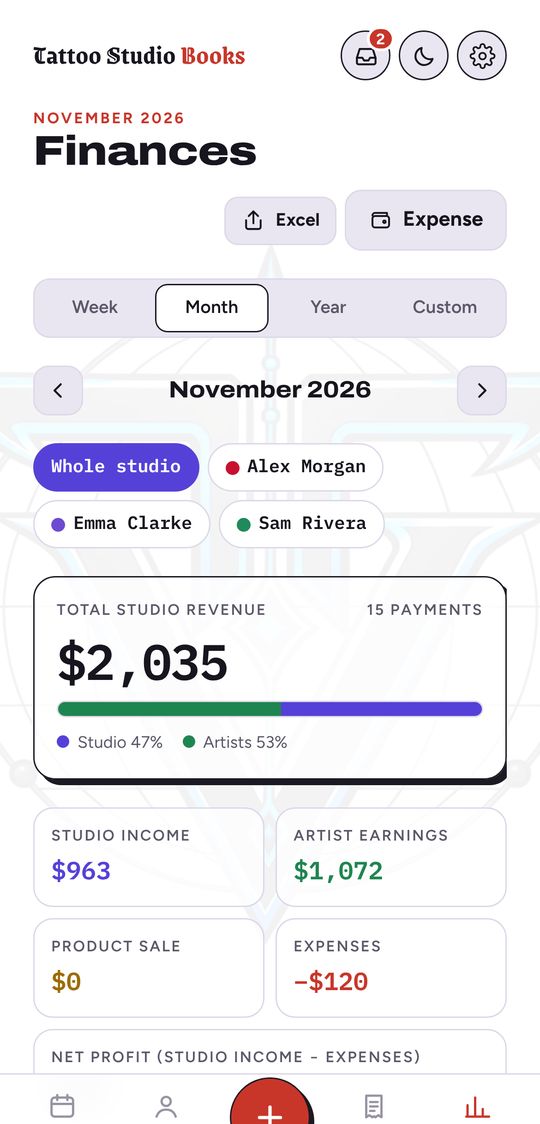 Tattoo Studio Books
2
NOVEMBER 2026
Finances
Excel
Expense
Week Month Year Custom
November 2026
Whole studio Alex Morgan
Emma Clarke Sam Rivera
TOTAL STUDIO REVENUE 15 PAYMENTS
$2,035
Studio 47% Artists 53%
STUDIO INCOME ARTIST EARNINGS
$963 $1,072
PRODUCT SALE EXPENSES
$0 −$120
NET PROFIT (STUDIO INCOME − EXPENSES)